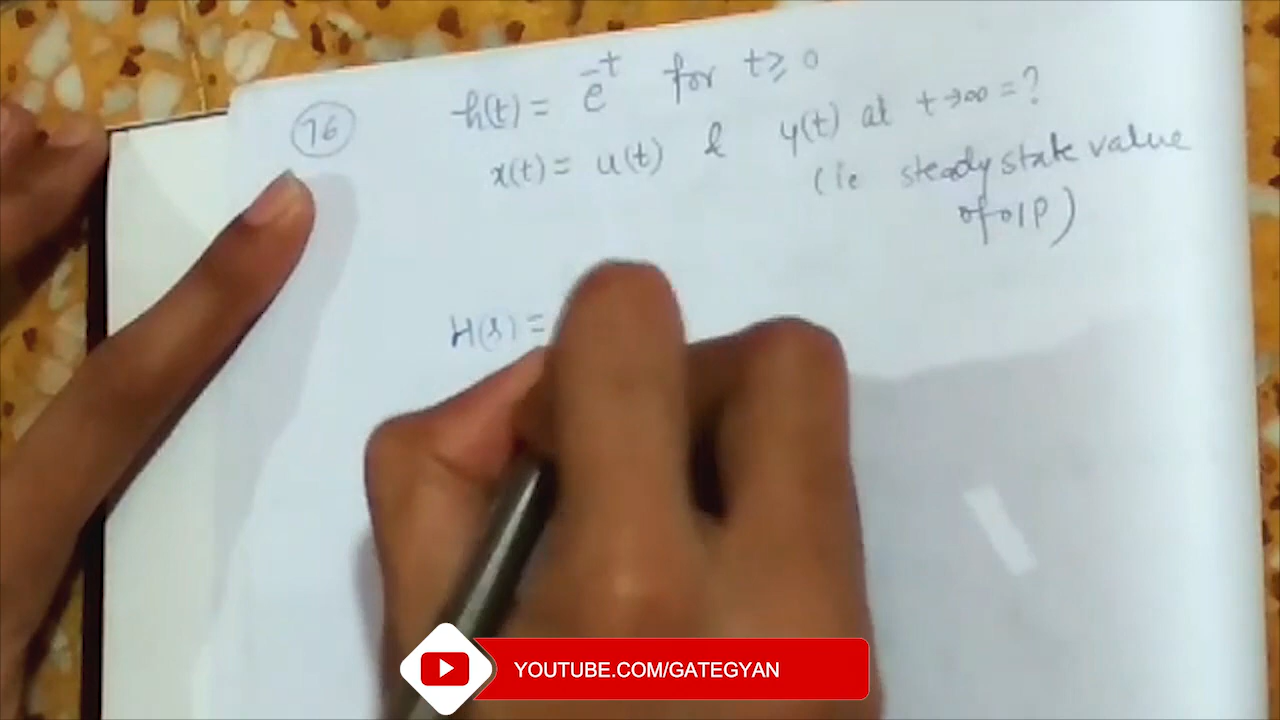 76
h(t) = e^-t for t ≥ 0
x(t) = u(t) & y(t) at t→∞ = ?
(ie steady state value
of o/p)
H(s) =
YOUTUBE.COM/GATEGYAN